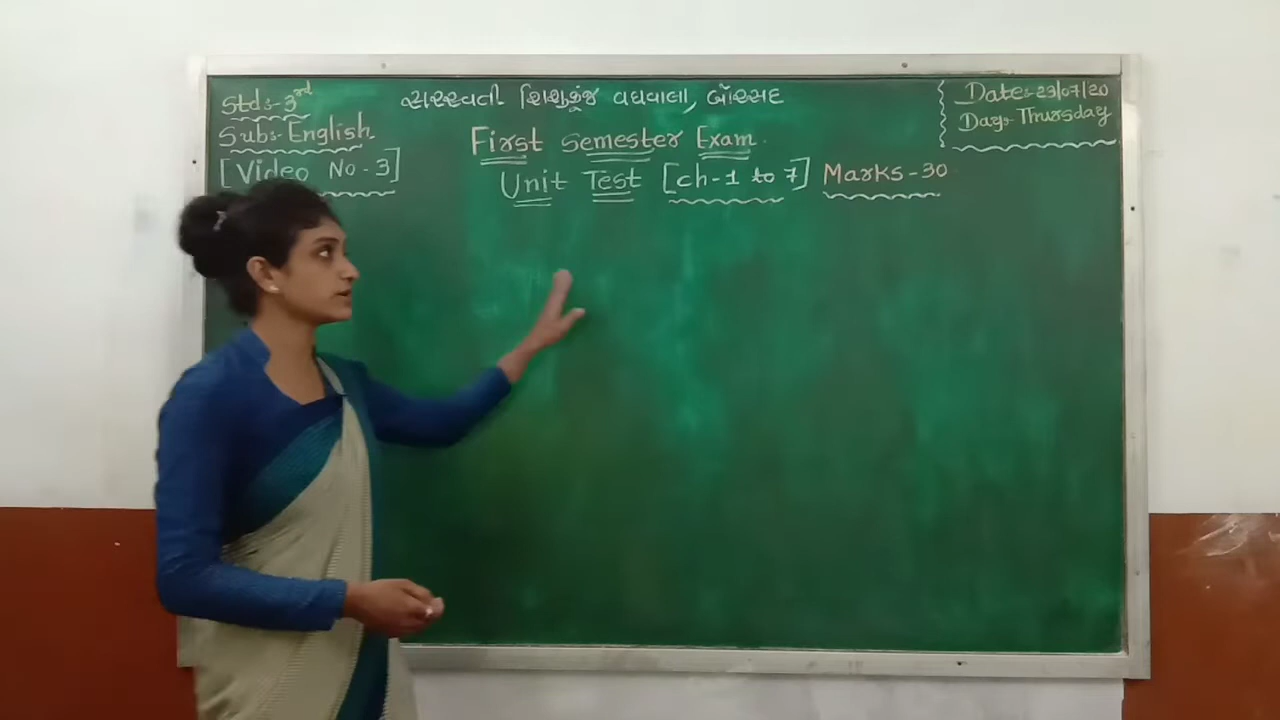 Std:-3rd
Sub:-English
[Video No-3]
સરસ્વતી શિશુકુંજ વઘવાલા, બોરસદ
First Semester Exam
Unit Test [ch-1 to 7] Marks-30
Date:-23/07/20
Day:-Thursday